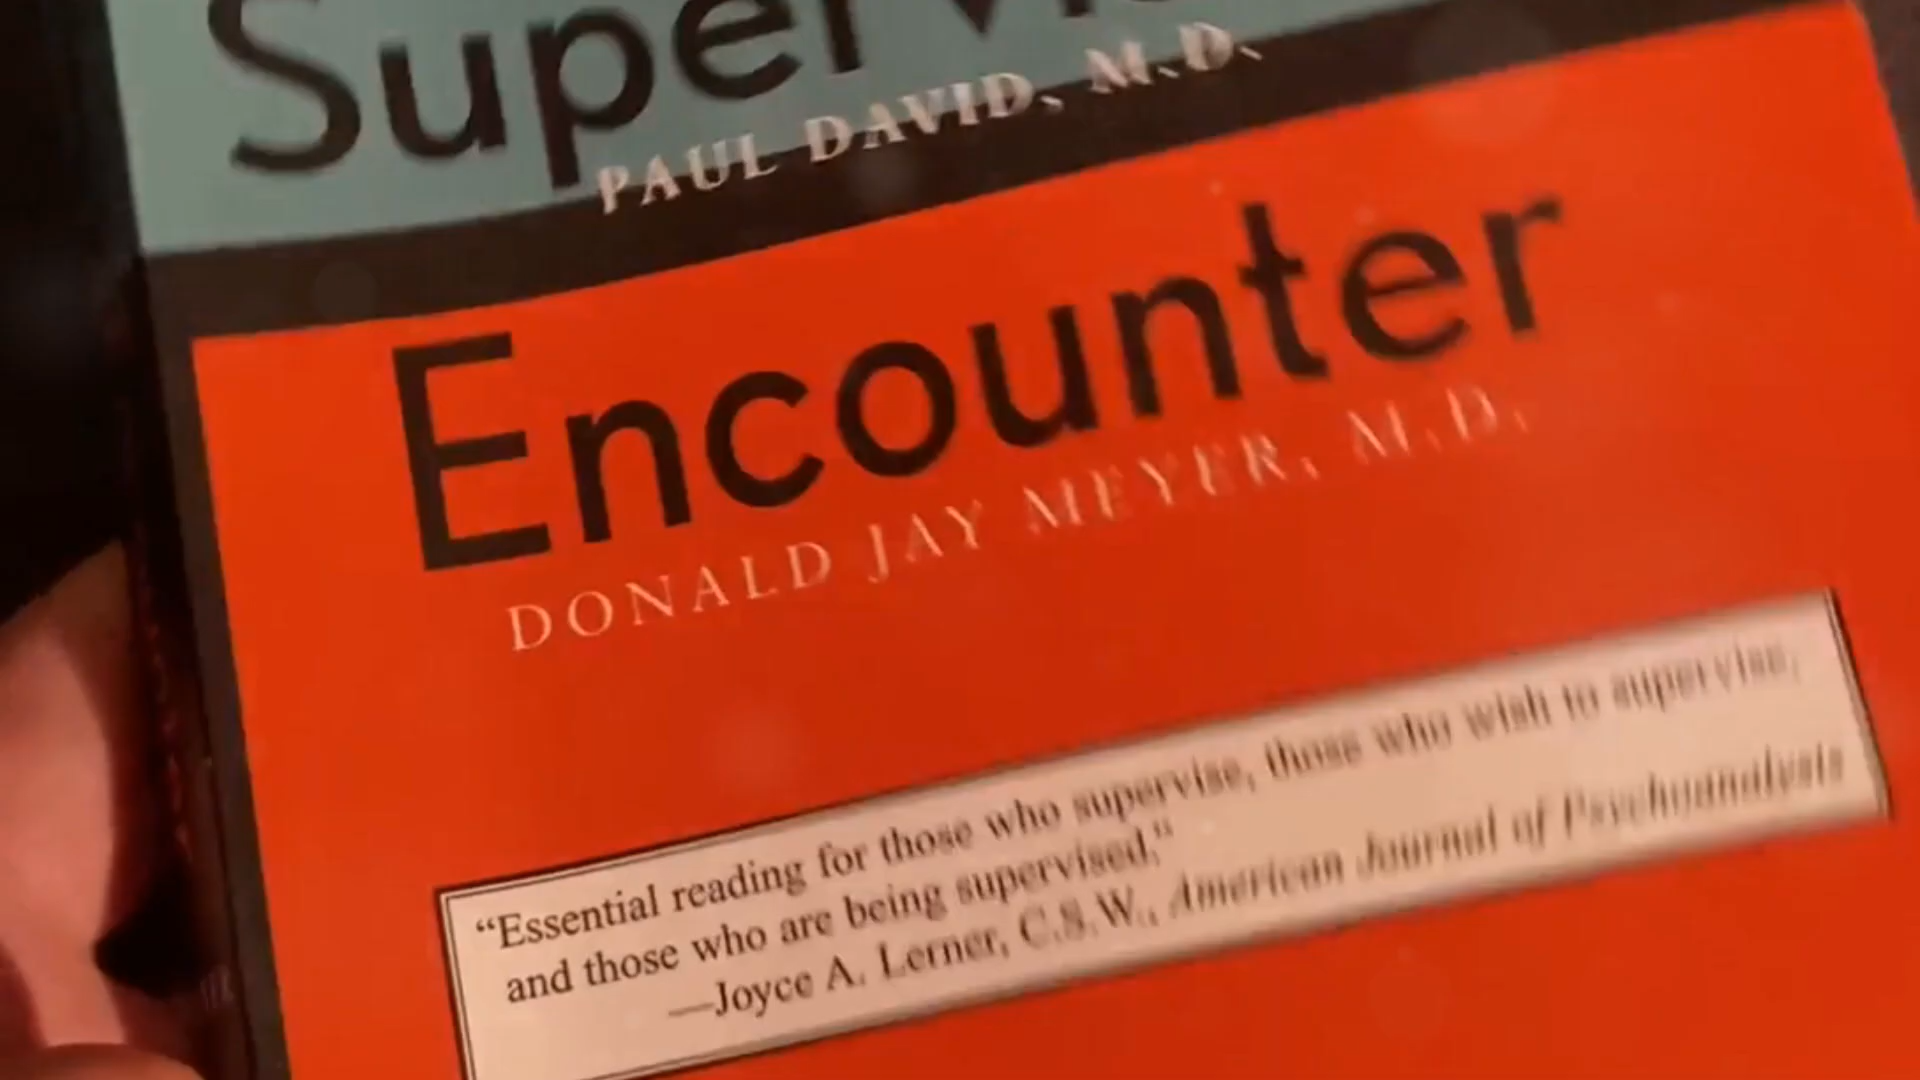 Supervi
PAUL DAVID, M.D.
Encounter
DONALD JAY MEYER, M.D.
“Essential reading for those who supervise, those who wish to supervise,
and those who are being supervised.”
—Joyce A. Lerner, C.S.W., American Journal of Psychoanalysis